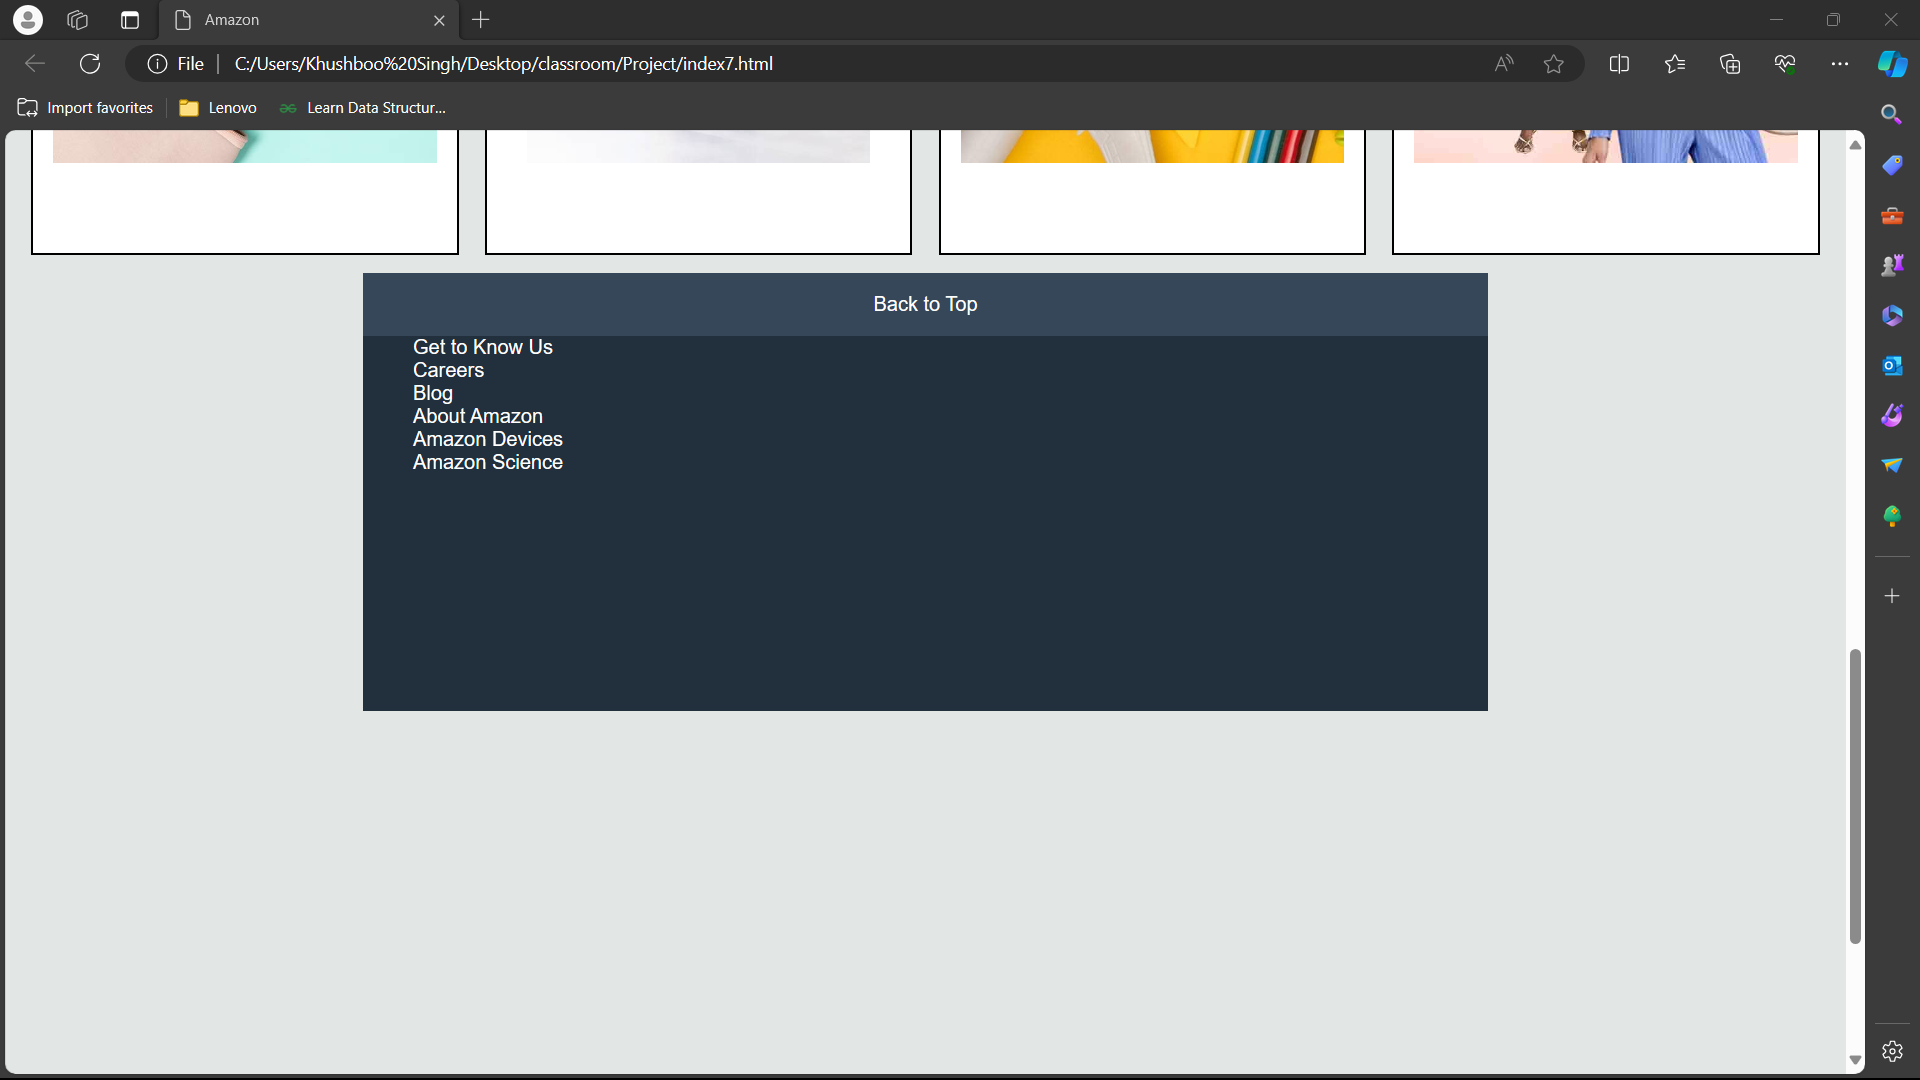 Amazon
File
C:/Users/Khushboo%20Singh/Desktop/classroom/Project/index7.html
Import favorites
Lenovo
Learn Data Structur...
Back to Top
Get to Know Us
Careers
Blog
About Amazon
Amazon Devices
Amazon Science